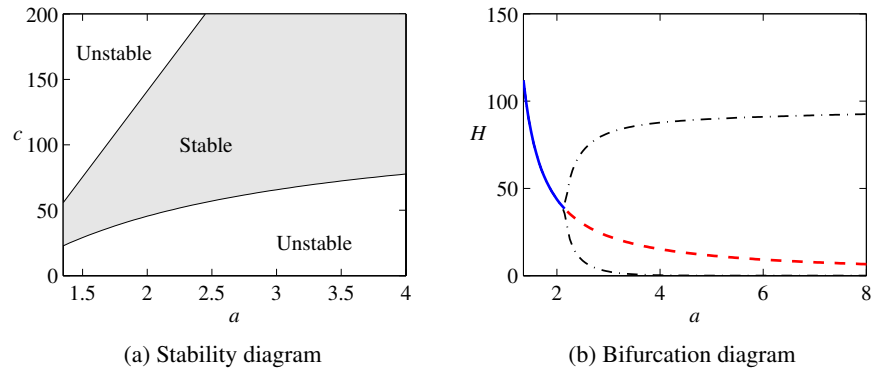 200
150
c 100
50
0
Unstable
Stable
Unstable
1.5 2 2.5 3 3.5 4
a
(a) Stability diagram
150
100
H
50
0
2 4 6 8
a
(b) Bifurcation diagram